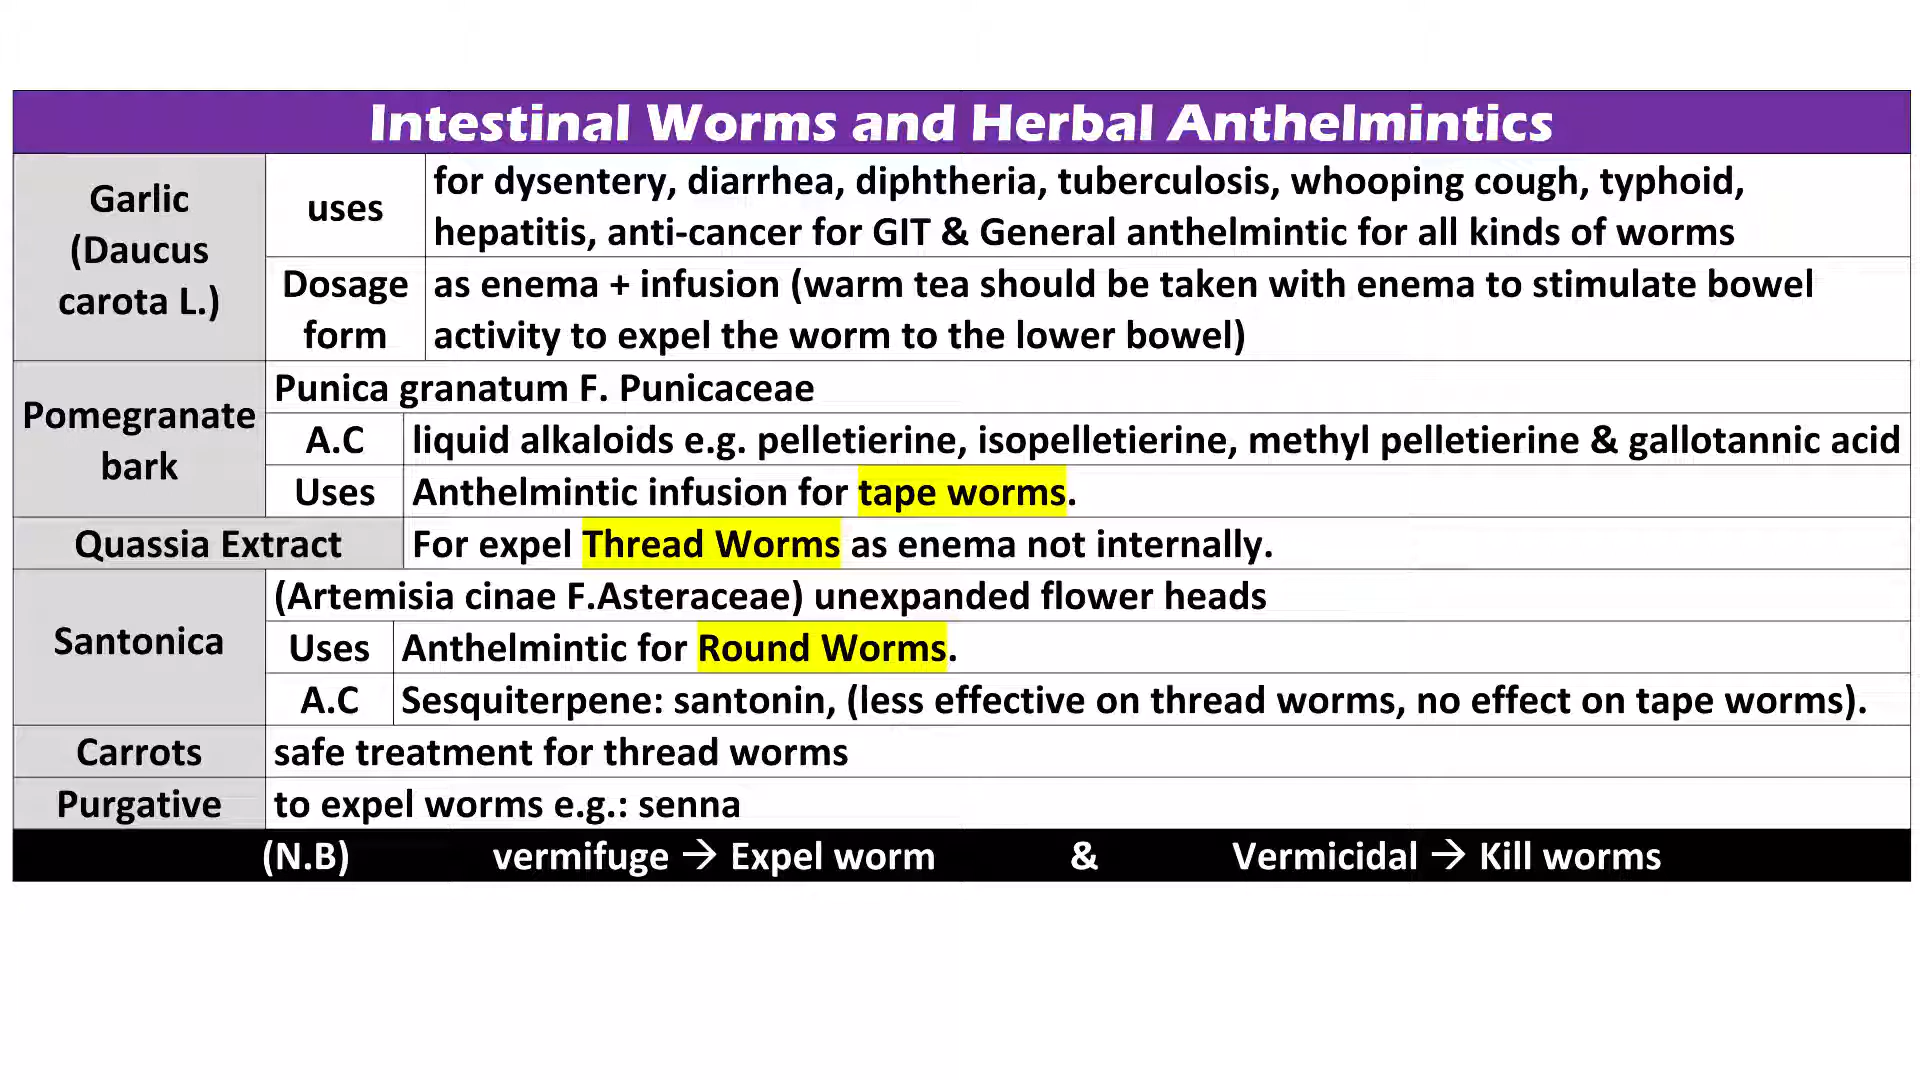 Intestinal Worms and Herbal Anthelmintics
Garlic
(Daucus
carota L.)
uses
for dysentery, diarrhea, diphtheria, tuberculosis, whooping cough, typhoid,
hepatitis, anti-cancer for GIT & General anthelmintic for all kinds of worms
Dosage
form
as enema + infusion (warm tea should be taken with enema to stimulate bowel
activity to expel the worm to the lower bowel)
Pomegranate
bark
Punica granatum F. Punicaceae
A.C
liquid alkaloids e.g. pelletierine, isopelletierine, methyl pelletierine & gallotannic acid
Uses
Anthelmintic infusion for tape worms.
Quassia Extract
For expel Thread Worms as enema not internally.
Santonica
(Artemisia cinae F.Asteraceae) unexpanded flower heads
Uses
Anthelmintic for Round Worms.
A.C
Sesquiterpene: santonin, (less effective on thread worms, no effect on tape worms).
Carrots
safe treatment for thread worms
Purgative
to expel worms e.g.: senna
(N.B) vermifuge → Expel worm & Vermicidal → Kill worms